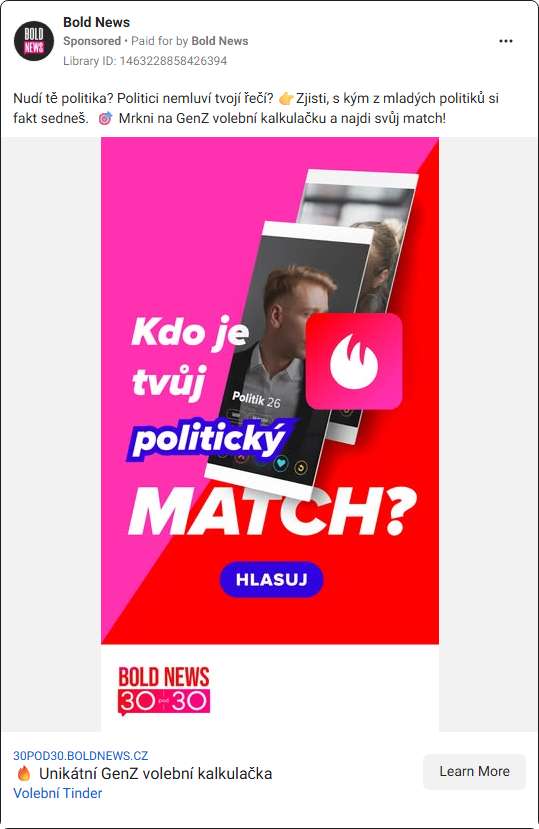 BOLD
NEWS
Bold News
Sponsored • Paid for by Bold News
Library ID: 1463228858426394
Nudí tě politika? Politici nemluví tvojí řečí? 👉Zjisti, s kým z mladých politiků si
fakt sedneš. 🎯 Mrkni na GenZ volební kalkulačku a najdi svůj match!
Kdo je
tvůj
Politik 26
politický
MATCH?
HLASUJ
BOLD NEWS
30 pod 30
30POD30.BOLDNEWS.CZ
🔥 Unikátní GenZ volební kalkulačka
Volební Tinder
Learn More